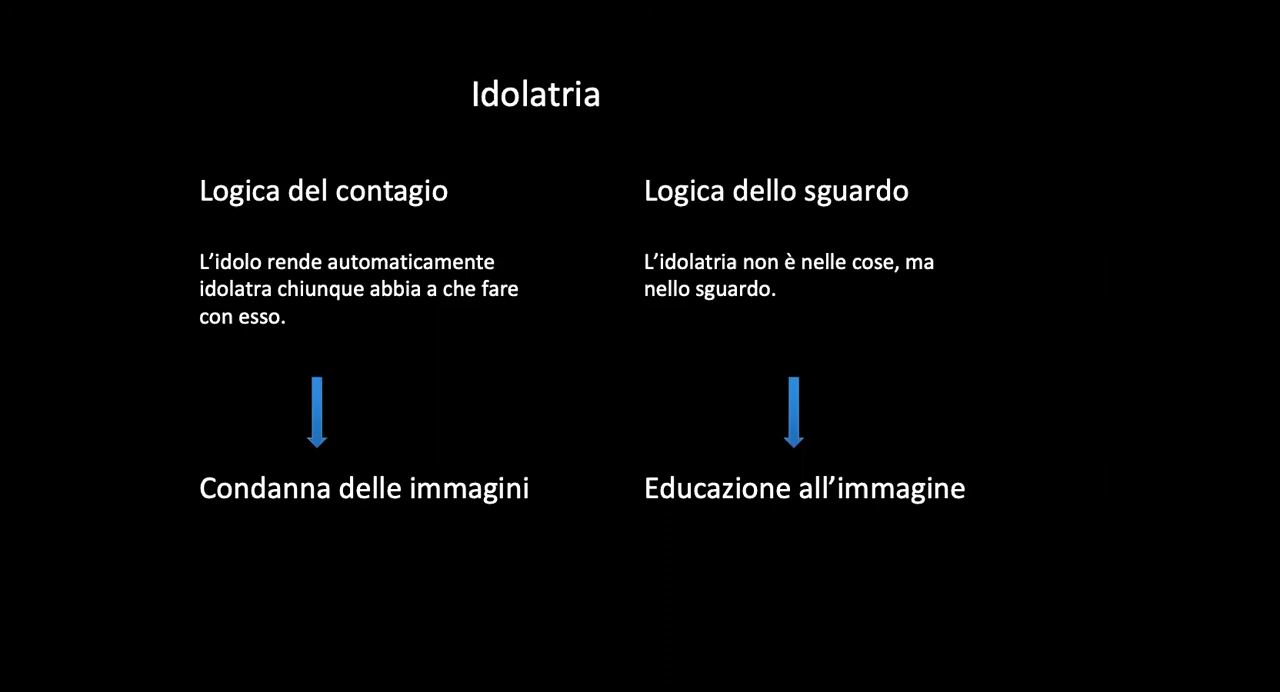 Idolatria
Logica del contagio
L’idolo rende automaticamente
idolatra chiunque abbia a che fare
con esso.
Condanna delle immagini
Logica dello sguardo
L’idolatria non è nelle cose, ma
nello sguardo.
Educazione all’immagine